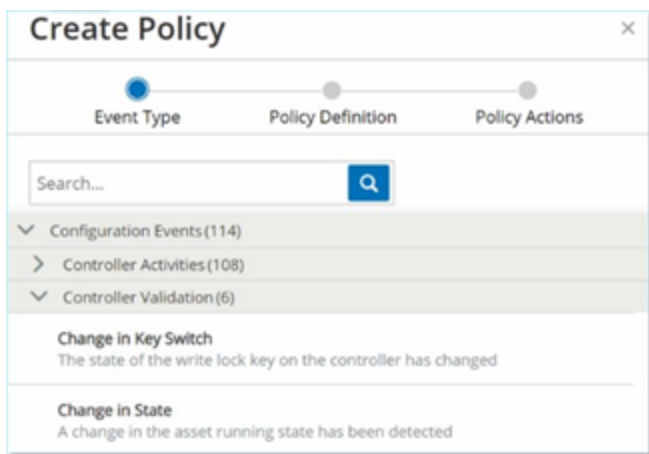 Create Policy
Event Type
Policy Definition
Policy Actions
Search...
Configuration Events (114)
Controller Activities (108)
Controller Validation (6)
Change in Key Switch
The state of the write lock key on the controller has changed
Change in State
A change in the asset running state has been detected